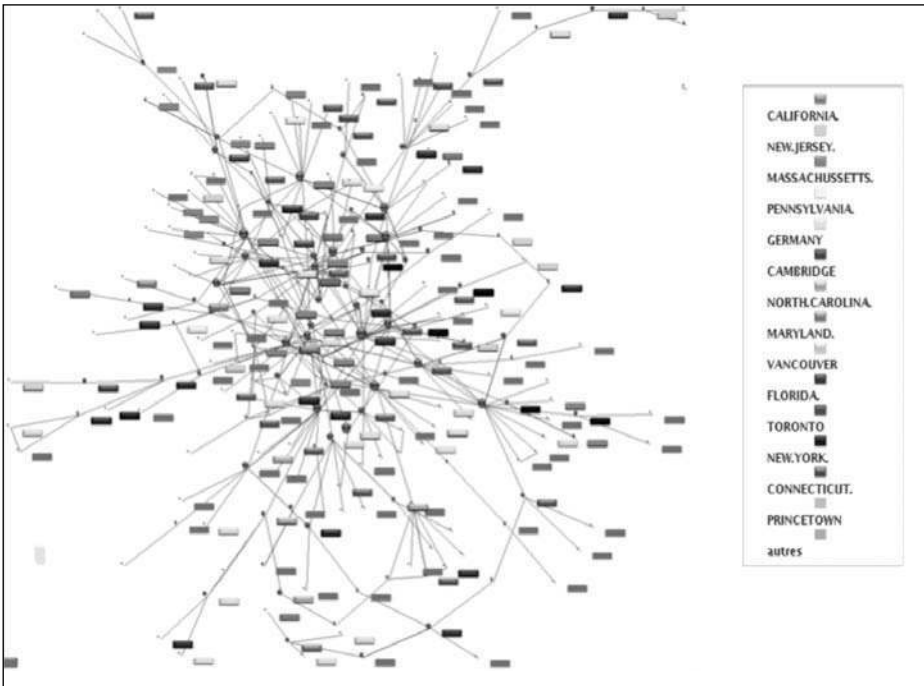 CALIFORNIA.
NEW.JERSEY.
MASSACHUSSETTS.
PENNSYLVANIA.
GERMANY
CAMBRIDGE
NORTH.CAROLINA.
MARYLAND.
VANCOUVER
FLORIDA.
TORONTO
NEW.YORK.
CONNECTICUT.
PRINCETOWN
autres